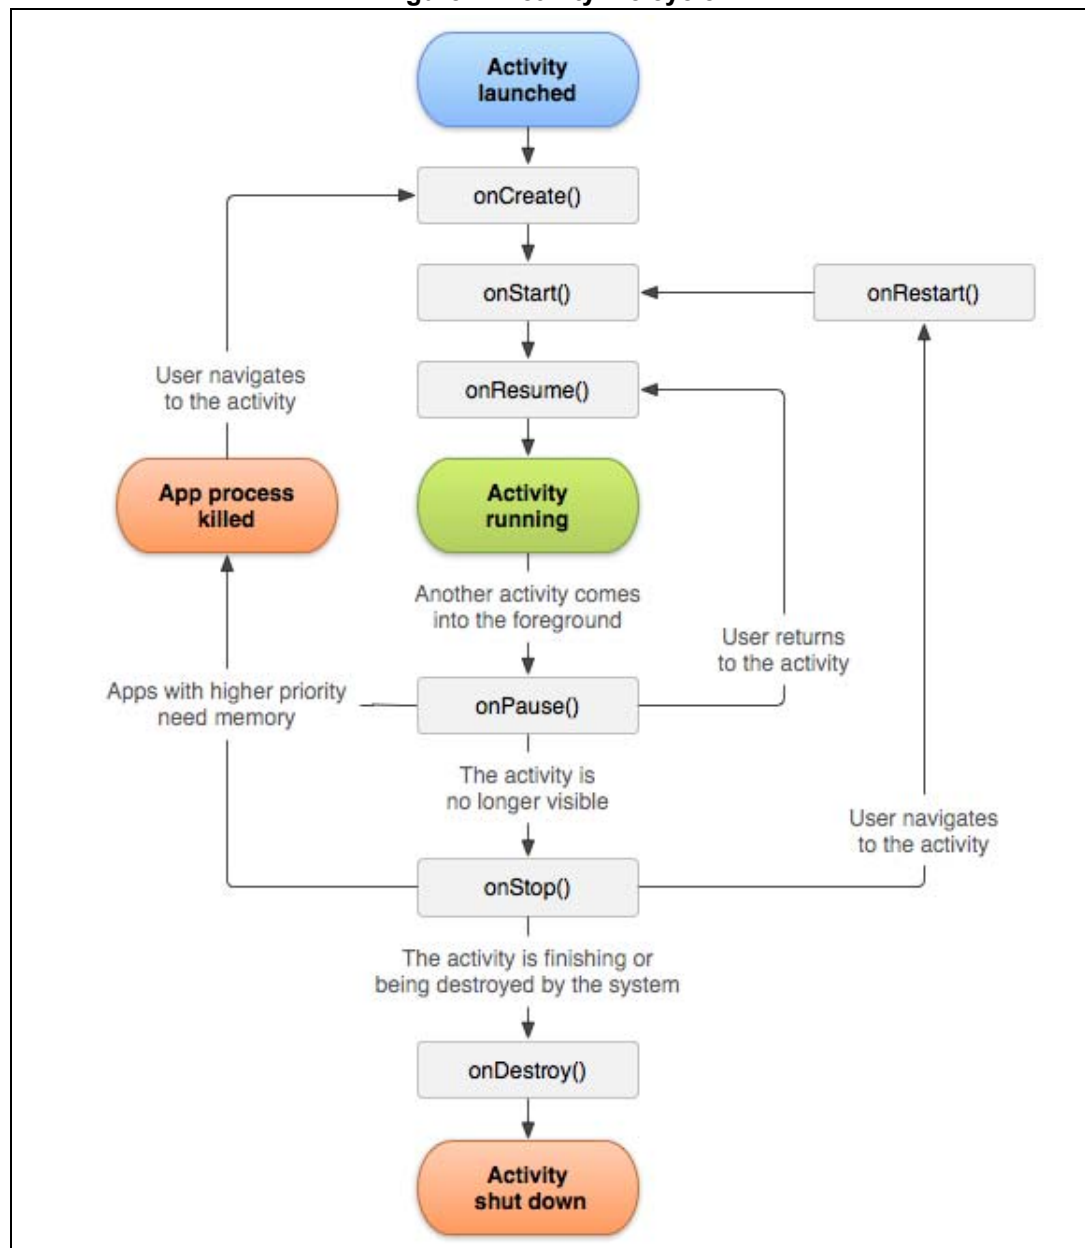 Activity
launched
onCreate()
onStart()
onRestart()
User navigates
to the activity
onResume()
App process
killed
Activity
running
Another activity comes
into the foreground
User returns
to the activity
Apps with higher priority
need memory
onPause()
The activity is
no longer visible
User navigates
to the activity
onStop()
The activity is finishing or
being destroyed by the system
onDestroy()
Activity
shut down